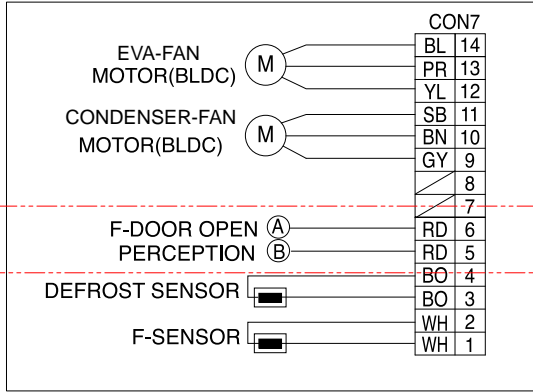 CON7
EVA-FAN
MOTOR(BLDC)
M
BL 14
PR 13
YL 12
CONDENSER-FAN
MOTOR(BLDC)
M
SB 11
BN 10
GY 9
8
7
F-DOOR OPEN A
PERCEPTION B
RD 6
RD 5
DEFROST SENSOR
BO 4
BO 3
F-SENSOR
WH 2
WH 1